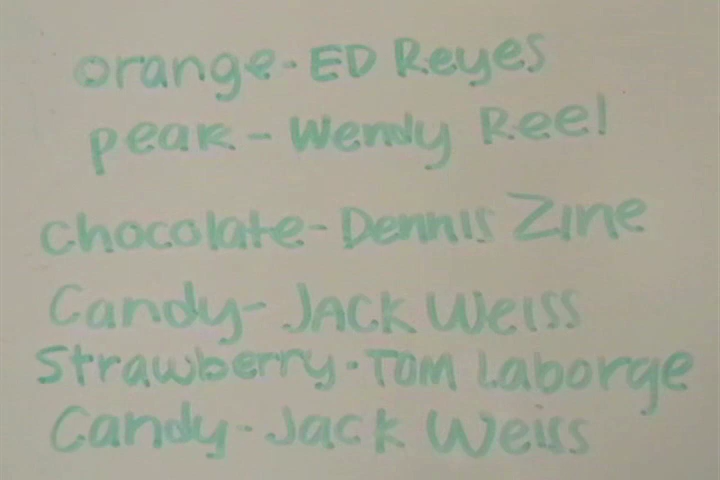 orange - ED Reyes
pear - Wendy Reel
chocolate - Dennis Zine
Candy - JACK Weiss
Strawberry - TOM Laborge
Candy - Jack Weiss